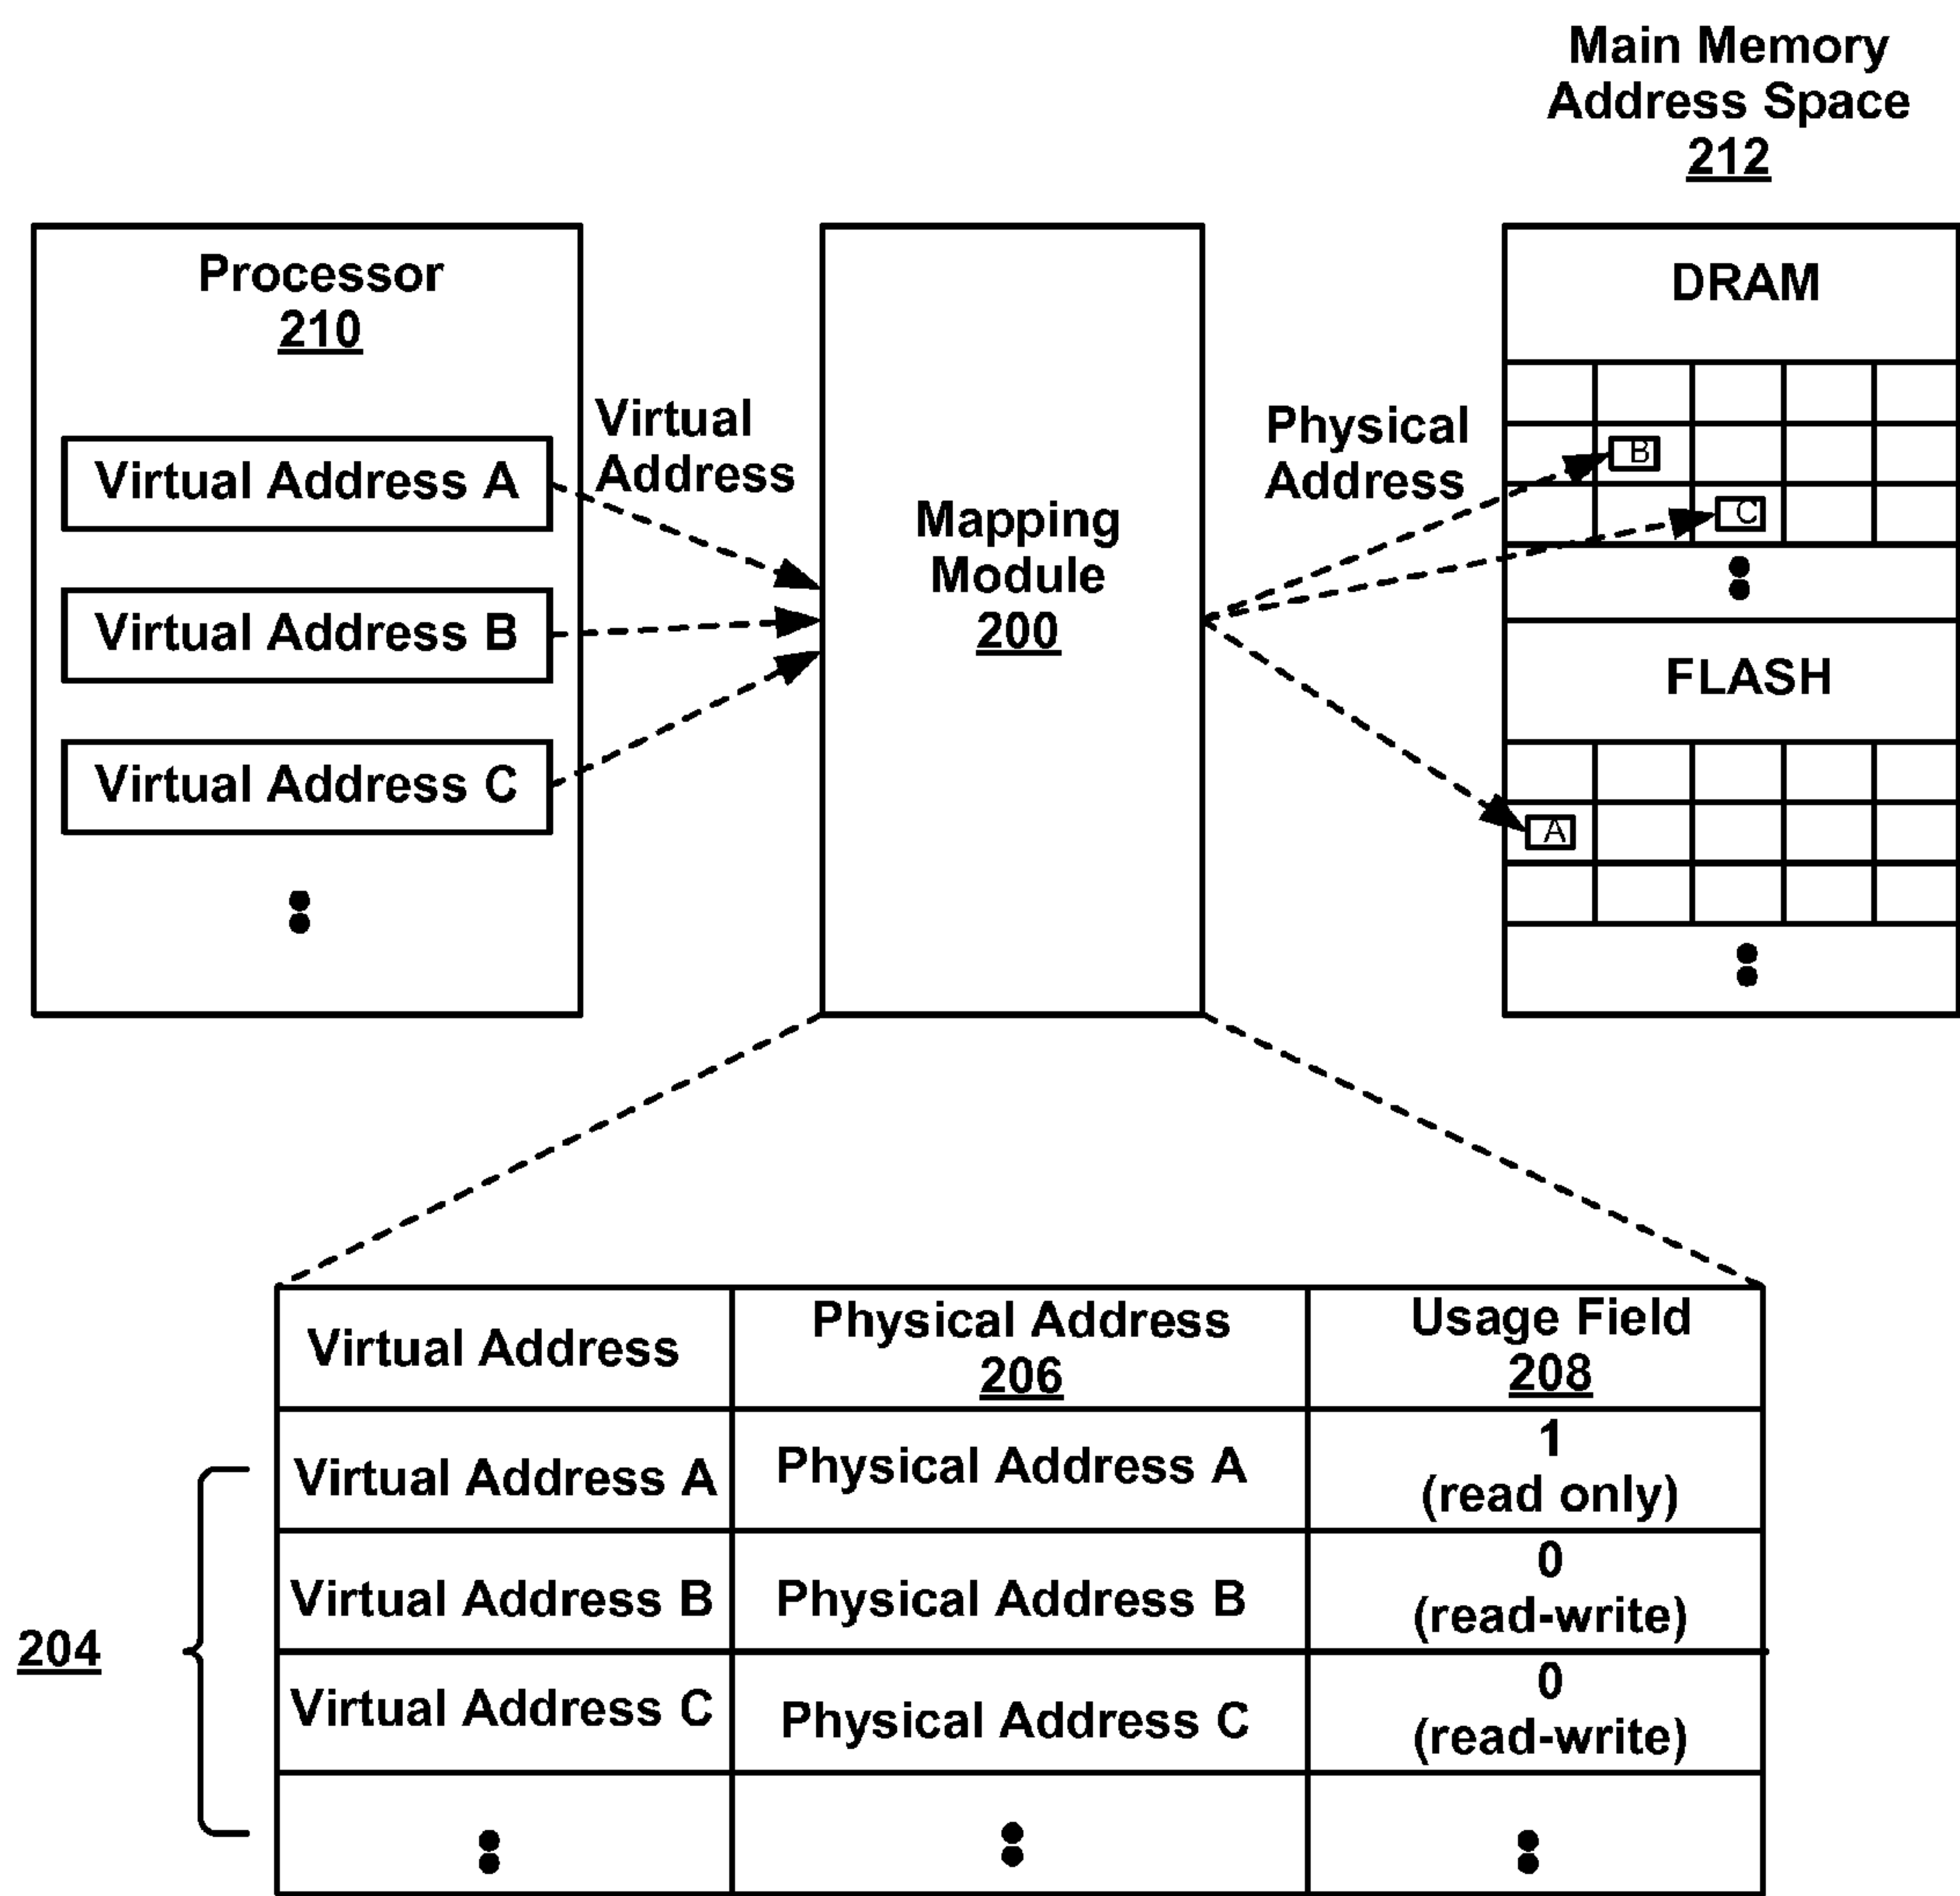 Main Memory
Address Space
212
Processor
210
Virtual Address A
Virtual Address B
Virtual Address C
Virtual
Address
Mapping
Module
200
Physical
Address
DRAM
B
C
FLASH
A
204
Virtual Address
Physical Address
206
Usage Field
208
Virtual Address A
Physical Address A
1
(read only)
Virtual Address B
Physical Address B
0
(read-write)
Virtual Address C
Physical Address C
0
(read-write)